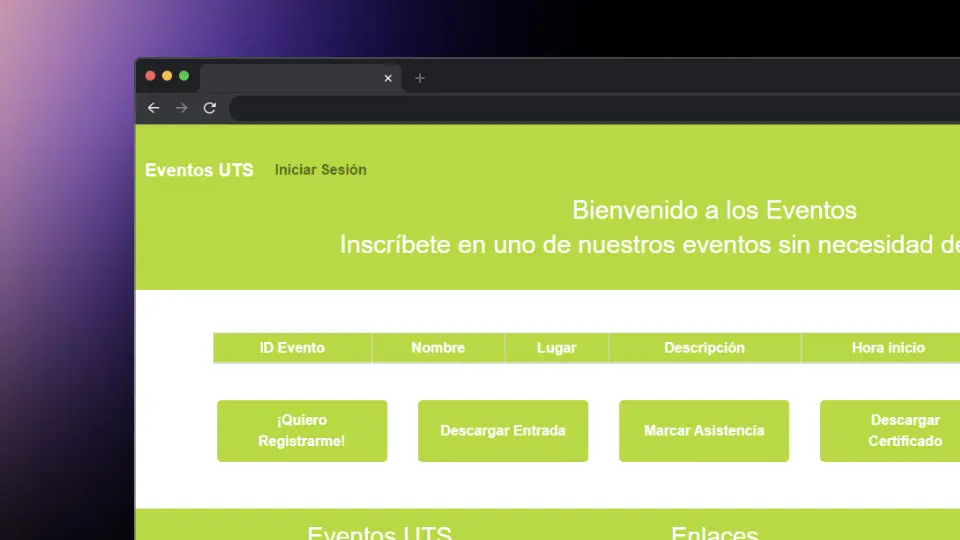 Eventos UTS Iniciar Sesión
Bienvenido a los Eventos
Inscríbete en uno de nuestros eventos sin necesidad de
ID Evento Nombre Lugar Descripción Hora inicio
¡Quiero
Registrarme!
Descargar Entrada
Marcar Asistencia
Descargar
Certificado
Eventos UTS Enlaces